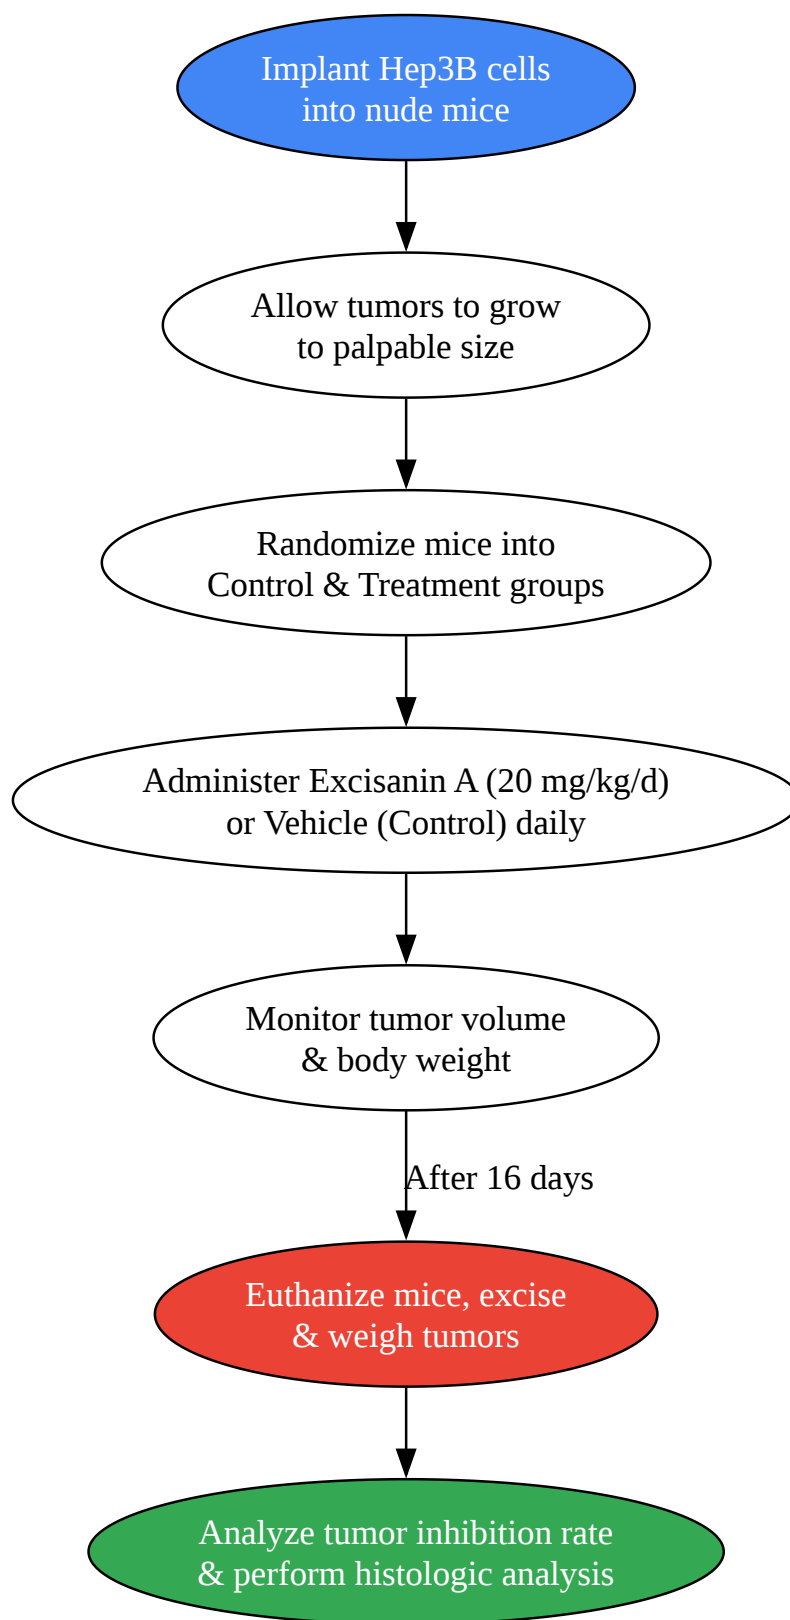 Implant Hep3B cells
into nude mice
Allow tumors to grow
to palpable size
Randomize mice into
Control & Treatment groups
Administer Excisanin A (20 mg/kg/d)
or Vehicle (Control) daily
Monitor tumor volume
& body weight
After 16 days
Euthanize mice, excise
& weigh tumors
Analyze tumor inhibition rate
& perform histologic analysis